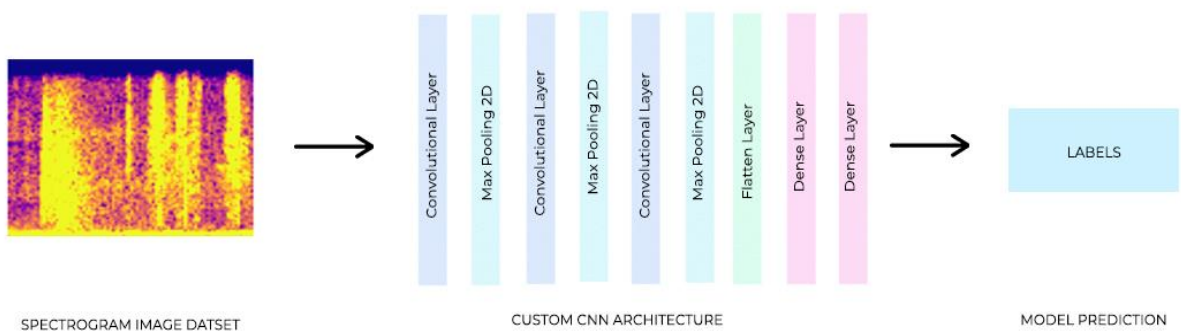 Convolutional Layer
Max Pooling 2D
Convolutional Layer
Max Pooling 2D
Convolutional Layer
Max Pooling 2D
Flatten Layer
Dense Layer
Dense Layer
LABELS
SPECTROGRAM IMAGE DATSET
CUSTOM CNN ARCHITECTURE
MODEL PREDICTION